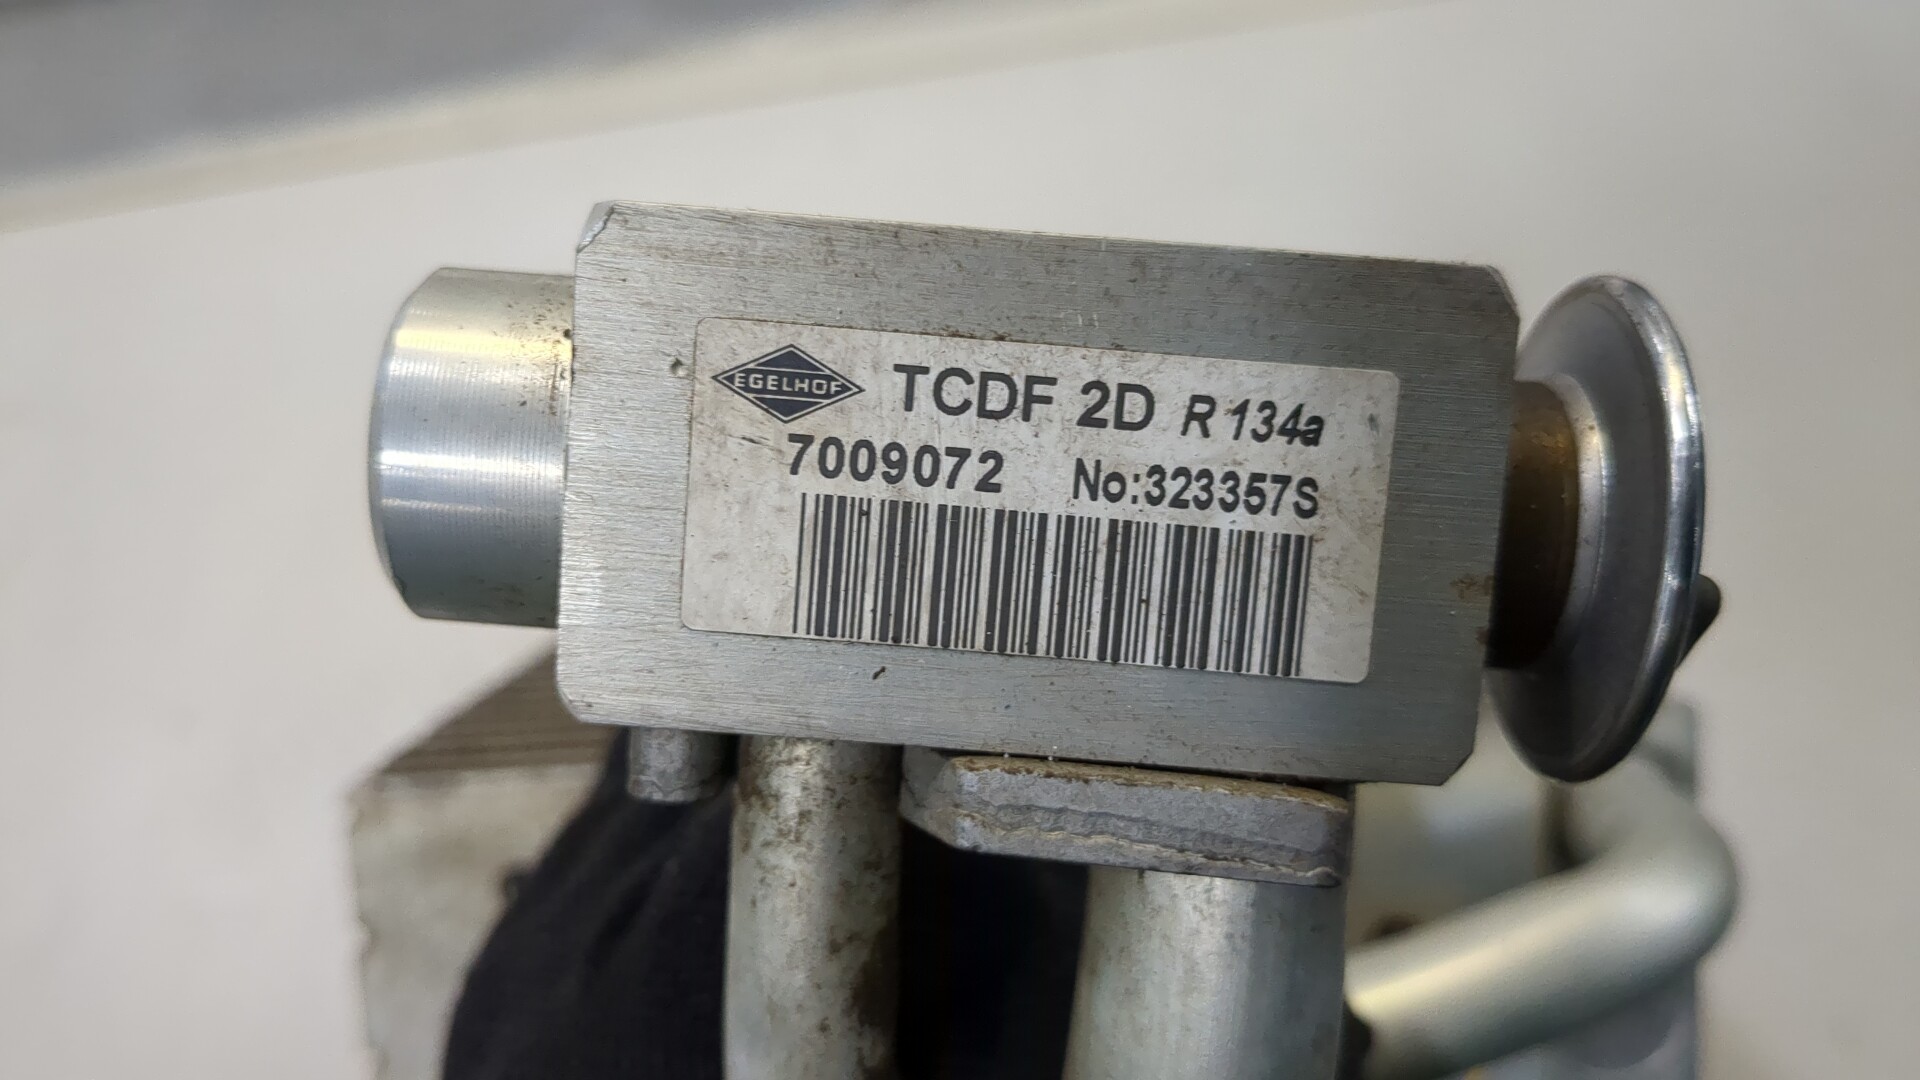 EGELHOF TCDF 2D R 134a
7009072 No:323357S